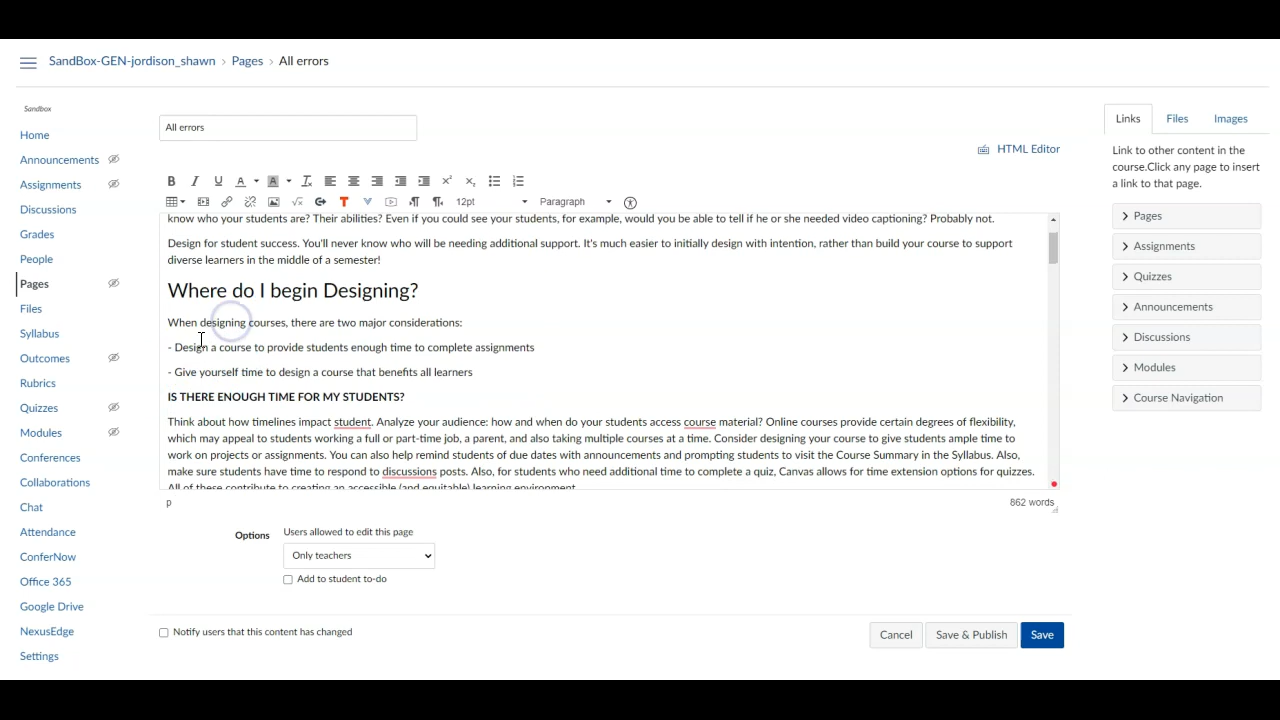 SandBox-GEN-jordison_shawn › Pages › All errors
Sandbox
Home
Announcements
Assignments
Discussions
Grades
People
Pages
Files
Syllabus
Outcomes
Rubrics
Quizzes
Modules
Conferences
Collaborations
Chat
Attendance
ConferNow
Office 365
Google Drive
NexusEdge
Settings
All errors
HTML Editor
B I U A A
12pt Paragraph
know who your students are? Their abilities? Even if you could see your students, for example, would you be able to tell if he or she needed video captioning? Probably not.
Design for student success. You'll never know who will be needing additional support. It's much easier to initially design with intention, rather than build your course to support
diverse learners in the middle of a semester!
Where do I begin Designing?
When designing courses, there are two major considerations:
- Design a course to provide students enough time to complete assignments
- Give yourself time to design a course that benefits all learners
IS THERE ENOUGH TIME FOR MY STUDENTS?
Think about how timelines impact student. Analyze your audience: how and when do your students access course material? Online courses provide certain degrees of flexibility,
which may appeal to students working a full or part-time job, a parent, and also taking multiple courses at a time. Consider designing your course to give students ample time to
work on projects or assignments. You can also help remind students of due dates with announcements and prompting students to visit the Course Summary in the Syllabus. Also,
make sure students have time to respond to discussions posts. Also, for students who need additional time to complete a quiz, Canvas allows for time extension options for quizzes.
All of these contribute to creating an accessible (and equitable) learning environment.
p
862 words
Options
Users allowed to edit this page
Only teachers
Add to student to-do
Notify users that this content has changed
Cancel
Save & Publish
Save
Links
Files
Images
Link to other content in the
course.Click any page to insert
a link to that page.
Pages
Assignments
Quizzes
Announcements
Discussions
Modules
Course Navigation